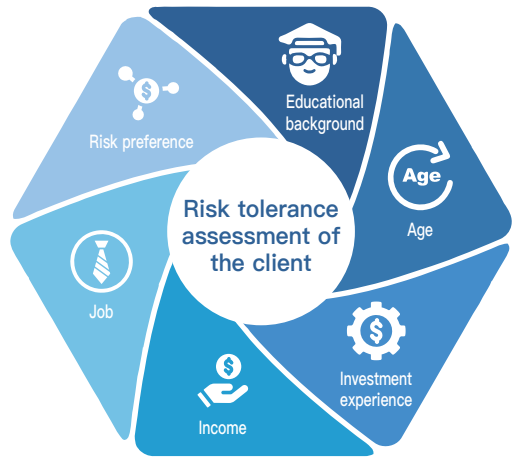 Educational
background
Risk preference
Age
Age
Risk tolerance
assessment of
the client
Job
Investment
experience
Income
$
$
$